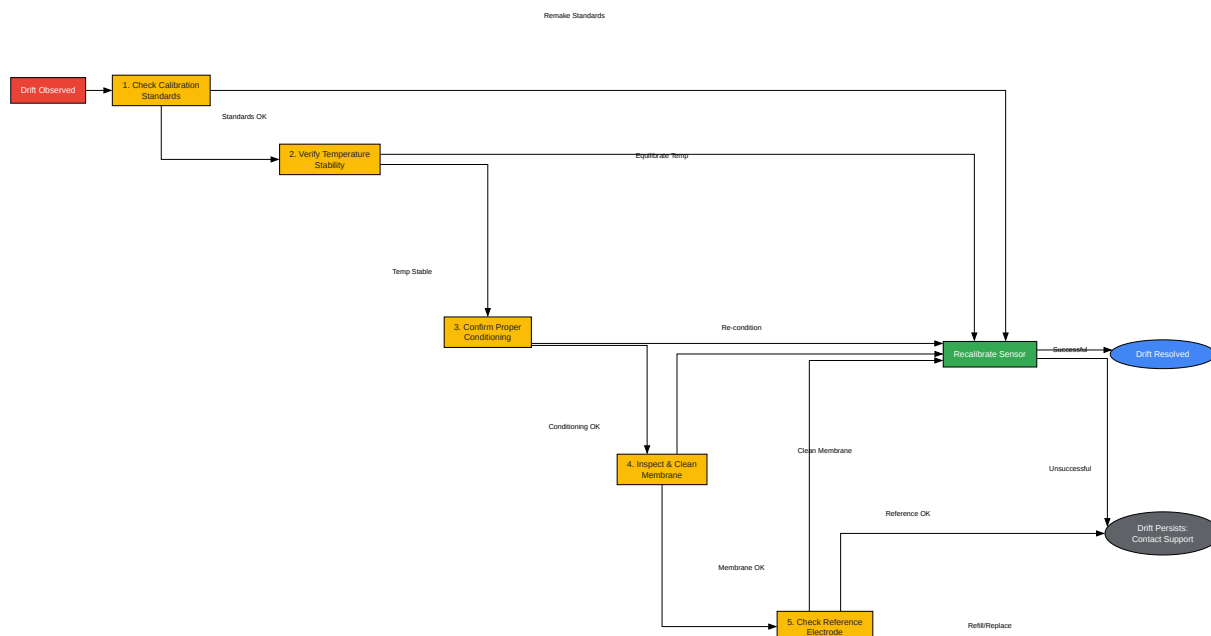 Remake Standards
Drift Observed
1. Check Calibration
Standards
Standards OK
2. Verify Temperature
Stability
Equilibrate Temp
Temp Stable
3. Confirm Proper
Conditioning
Re-condition
Recalibrate Sensor
Successful
Drift Resolved
Conditioning OK
4. Inspect & Clean
Membrane
Clean Membrane
Unsuccessful
Reference OK
Drift Persists:
Contact Support
Membrane OK
5. Check Reference
Electrode
Refill/Replace